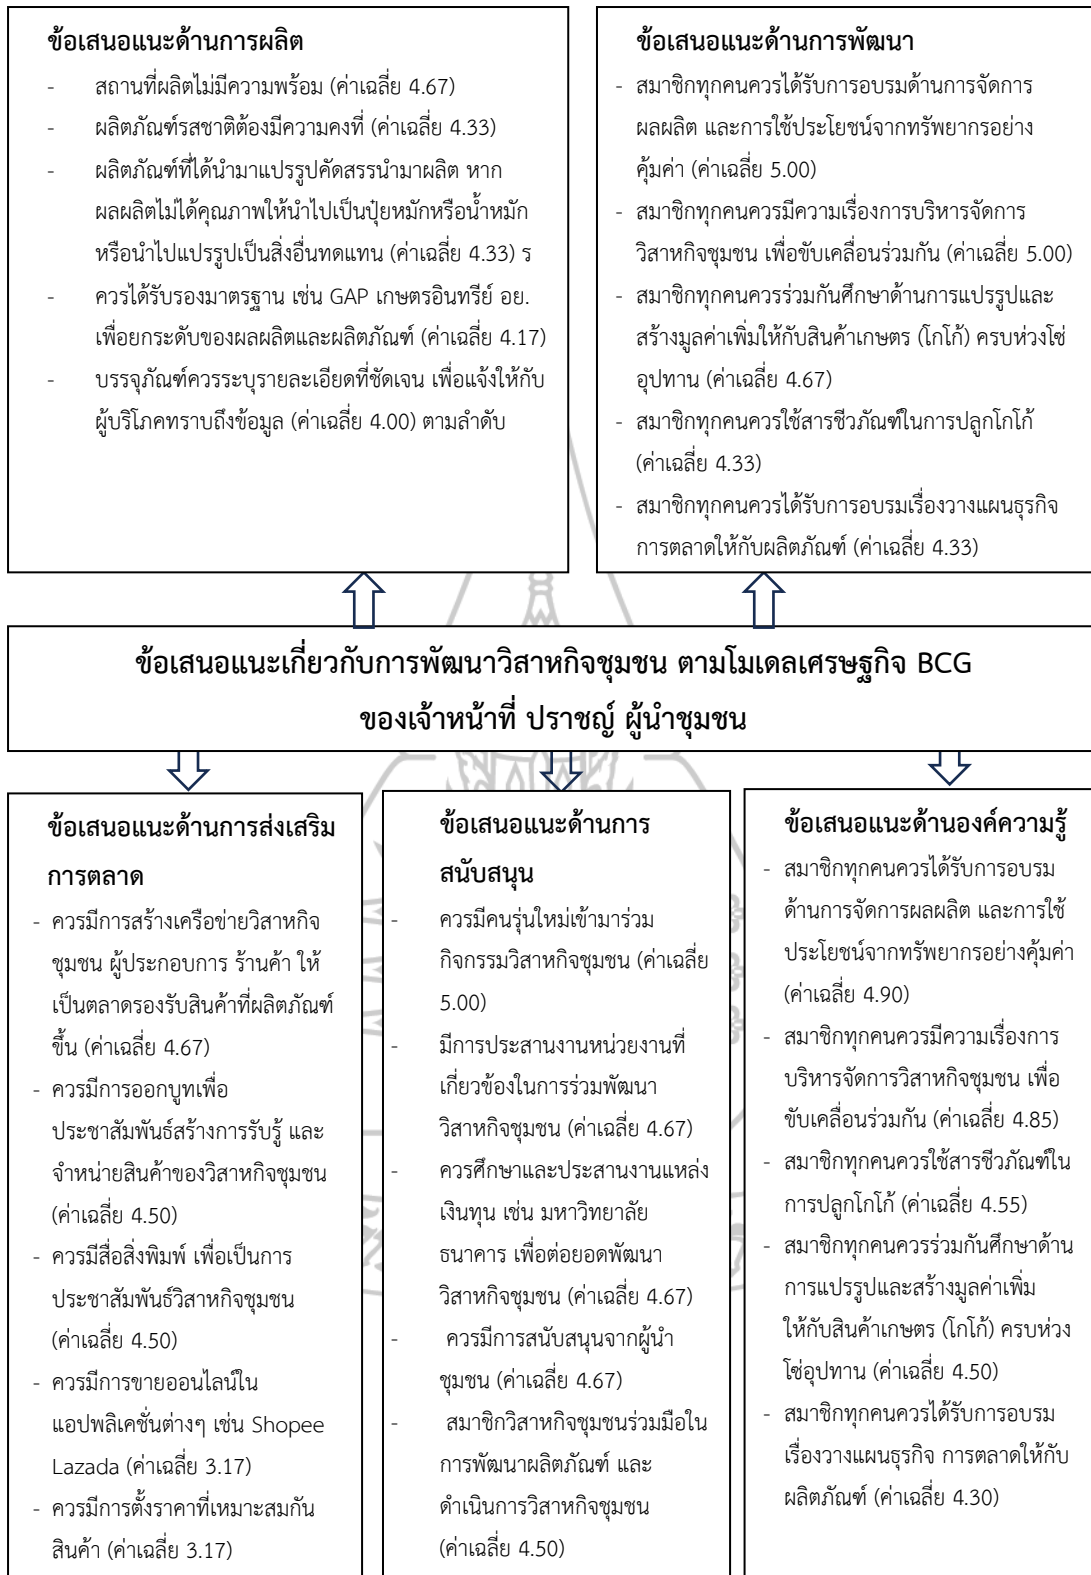 ข้อเสนอแนะด้านการผลิต
- สถานที่ผลิตไม่มีความพร้อม (ค่าเฉลี่ย 4.67)
- ผลิตภัณฑ์รสชาติต้องมีความคงที่ (ค่าเฉลี่ย 4.33)
- ผลิตภัณฑ์ที่ได้นำมาแปรรูปคัดสรรนำมาผลิต หาก
ผลผลิตไม่ได้คุณภาพให้นำไปเป็นปุ๋ยหมักหรือน้ำหมัก
หรือนำไปแปรรูปเป็นสิ่งอื่นทดแทน (ค่าเฉลี่ย 4.33) ร
- ควรได้รับรองมาตรฐาน เช่น GAP เกษตรอินทรีย์ อย.
เพื่อยกระดับของผลผลิตและผลิตภัณฑ์ (ค่าเฉลี่ย 4.17)
- บรรจุภัณฑ์ควรระบุรายละเอียดที่ชัดเจน เพื่อแจ้งให้กับ
ผู้บริโภคทราบถึงข้อมูล (ค่าเฉลี่ย 4.00) ตามลำดับ
ข้อเสนอแนะด้านการพัฒนา
- สมาชิกทุกคนควรได้รับการอบรมด้านการจัดการ
ผลผลิต และการใช้ประโยชน์จากทรัพยากรอย่าง
คุ้มค่า (ค่าเฉลี่ย 5.00)
- สมาชิกทุกคนควรมีความเรื่องการบริหารจัดการ
วิสาหกิจชุมชน เพื่อขับเคลื่อนร่วมกัน (ค่าเฉลี่ย 5.00)
- สมาชิกทุกคนควรร่วมกันศึกษาด้านการแปรรูปและ
สร้างมูลค่าเพิ่มให้กับสินค้าเกษตร (โกโก้) ครบห่วงโซ่
อุปทาน (ค่าเฉลี่ย 4.67)
- สมาชิกทุกคนควรใช้สารชีวภัณฑ์ในการปลูกโกโก้
(ค่าเฉลี่ย 4.33)
- สมาชิกทุกคนควรได้รับการอบรมเรื่องวางแผนธุรกิจ
การตลาดให้กับผลิตภัณฑ์ (ค่าเฉลี่ย 4.33)
ข้อเสนอแนะเกี่ยวกับการพัฒนาวิสาหกิจชุมชน ตามโมเดลเศรษฐกิจ BCG
ของเจ้าหน้าที่ ปราชญ์ ผู้นำชุมชน
ข้อเสนอแนะด้านการส่งเสริม
การตลาด
- ควรมีการสร้างเครือข่ายวิสาหกิจ
ชุมชน ผู้ประกอบการ ร้านค้า ให้
เป็นตลาดรองรับสินค้าที่ผลิตภัณฑ์
ขึ้น (ค่าเฉลี่ย 4.67)
- ควรมีการออกบูทเพื่อ
ประชาสัมพันธ์สร้างการรับรู้ และ
จำหน่ายสินค้าของวิสาหกิจชุมชน
(ค่าเฉลี่ย 4.50)
- ควรมีสื่อสิ่งพิมพ์ เพื่อเป็นการ
ประชาสัมพันธ์วิสาหกิจชุมชน
(ค่าเฉลี่ย 4.50)
- ควรมีการขายออนไลน์ใน
แอปพลิเคชั่นต่างๆ เช่น Shopee
Lazada (ค่าเฉลี่ย 3.17)
- ควรมีการตั้งราคาที่เหมาะสมกัน
สินค้า (ค่าเฉลี่ย 3.17)
ข้อเสนอแนะด้านการ
สนับสนุน
- ควรมีคนรุ่นใหม่เข้ามาร่วม
กิจกรรมวิสาหกิจชุมชน (ค่าเฉลี่ย
5.00)
- มีการประสานงานหน่วยงานที่
เกี่ยวข้องในการร่วมพัฒนา
วิสาหกิจชุมชน (ค่าเฉลี่ย 4.67)
- ควรศึกษาและประสานงานแหล่ง
เงินทุน เช่น มหาวิทยาลัย
ธนาคาร เพื่อต่อยอดพัฒนา
วิสาหกิจชุมชน (ค่าเฉลี่ย 4.67)
- ควรมีการสนับสนุนจากผู้นำ
ชุมชน (ค่าเฉลี่ย 4.67)
- สมาชิกวิสาหกิจชุมชนร่วมมือใน
การพัฒนาผลิตภัณฑ์ และ
ดำเนินการวิสาหกิจชุมชน
(ค่าเฉลี่ย 4.50)
ข้อเสนอแนะด้านองค์ความรู้
- สมาชิกทุกคนควรได้รับการอบรม
ด้านการจัดการผลผลิต และการใช้
ประโยชน์จากทรัพยากรอย่างคุ้มค่า
(ค่าเฉลี่ย 4.90)
- สมาชิกทุกคนควรมีความเรื่องการ
บริหารจัดการวิสาหกิจชุมชน เพื่อ
ขับเคลื่อนร่วมกัน (ค่าเฉลี่ย 4.85)
- สมาชิกทุกคนควรใช้สารชีวภัณฑ์ใน
การปลูกโกโก้ (ค่าเฉลี่ย 4.55)
- สมาชิกทุกคนควรร่วมกันศึกษาด้าน
การแปรรูปและสร้างมูลค่าเพิ่ม
ให้กับสินค้าเกษตร (โกโก้) ครบห่วง
โซ่อุปทาน (ค่าเฉลี่ย 4.50)
- สมาชิกทุกคนควรได้รับการอบรม
เรื่องวางแผนธุรกิจ การตลาดให้กับ
ผลิตภัณฑ์ (ค่าเฉลี่ย 4.30)